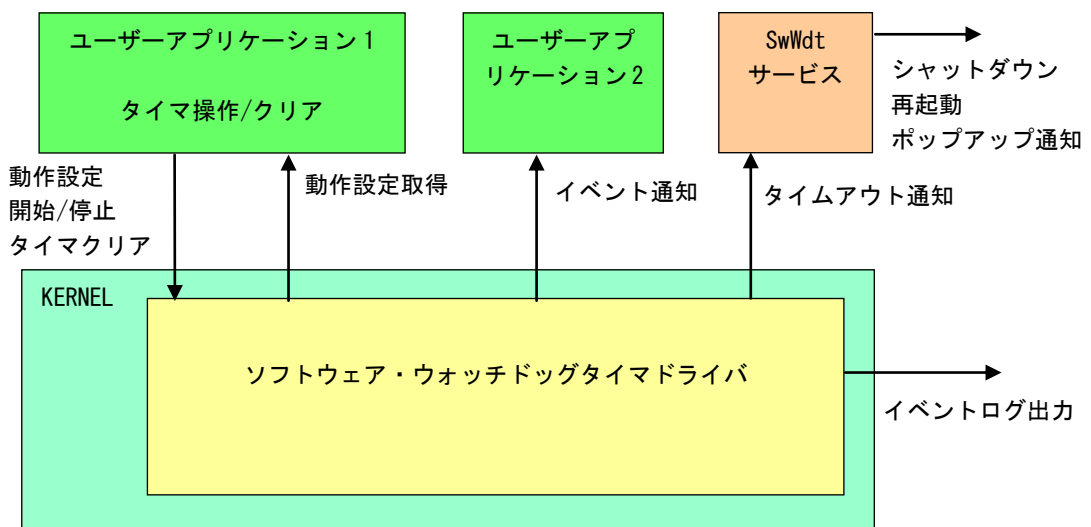 ユーザーアプリケーション1
タイマ操作/クリア
ユーザーアプ
リケーション2
SwWdt
サービス
シャットダウン
再起動
ポップアップ通知
動作設定
開始/停止
タイマクリア
動作設定取得
イベント通知
タイムアウト通知
KERNEL
ソフトウェア・ウォッチドッグタイマドライバ
イベントログ出力